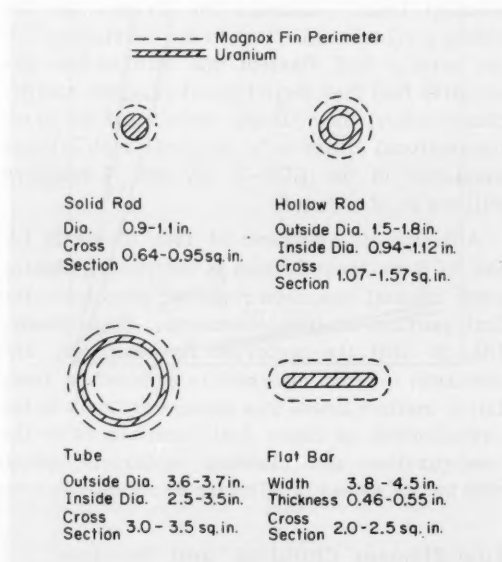 Magnox Fin Perimeter
Uranium
Solid Rod
Dia. 0.9-1.1 in.
Cross
Section 0.64-0.95 sq. in.
Hollow Rod
Outside Dia. 1.5-1.8 in.
Inside Dia. 0.94-1.12 in.
Cross
Section 1.07-1.57 sq. in.
Tube
Outside Dia. 3.6-3.7 in.
Inside Dia. 2.5-3.5 in.
Cross
Section 3.0-3.5 sq. in.
Flat Bar
Width 3.8-4.5 in.
Thickness 0.46-0.55 in.
Cross
Section 2.0-2.5 sq. in.